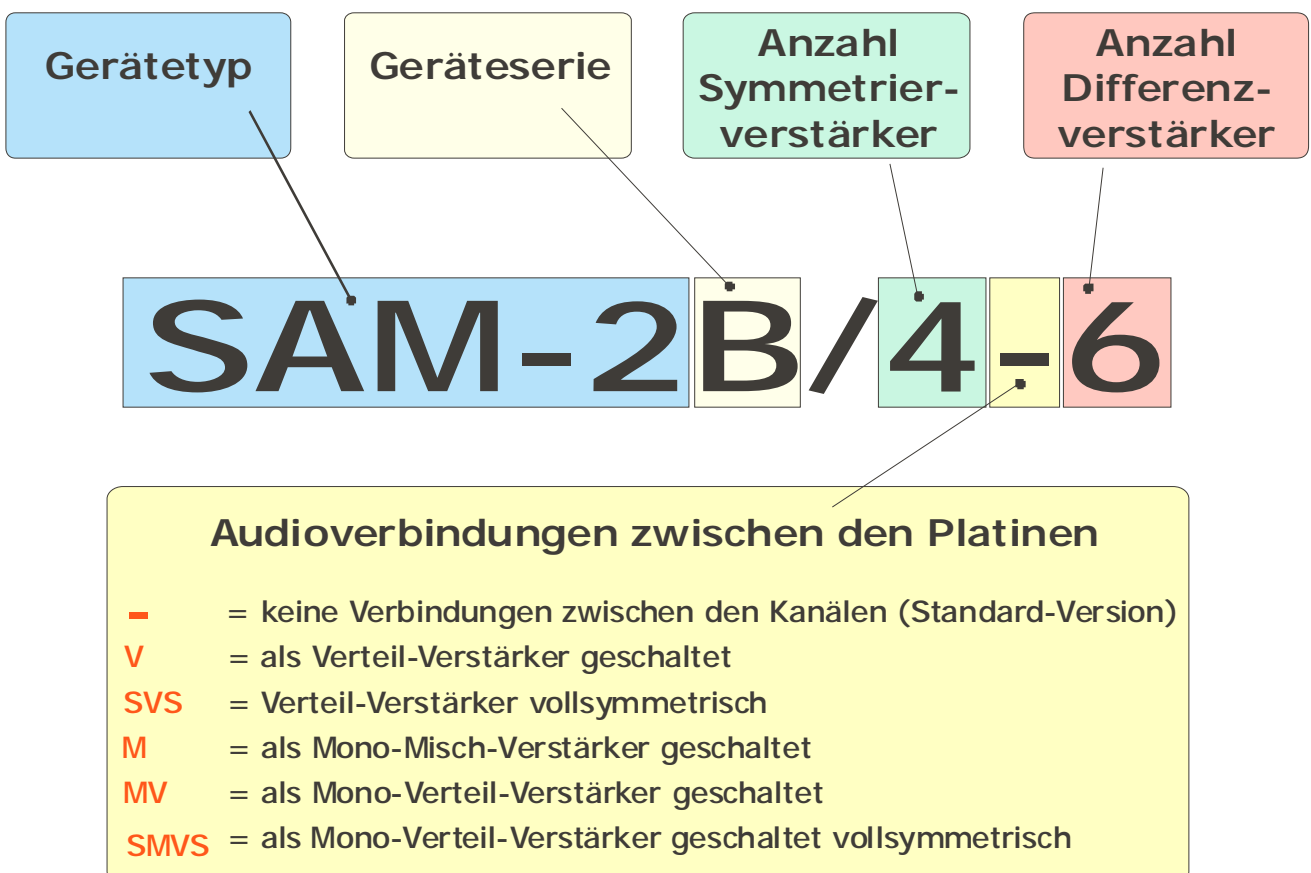 Gerätetyp
Geräteserie
Anzahl
Symmetrier-
verstärker
Anzahl
Differenz-
verstärker
SAM-2B/4-6
Audioverbindungen zwischen den Platinen
- = keine Verbindungen zwischen den Kanälen (Standard-Version)
V = als Verteil-Verstärker geschaltet
SVS = Verteil-Verstärker vollsymmetrisch
M = als Mono-Misch-Verstärker geschaltet
MV = als Mono-Verteil-Verstärker geschaltet
SMVS = als Mono-Verteil-Verstärker geschaltet vollsymmetrisch